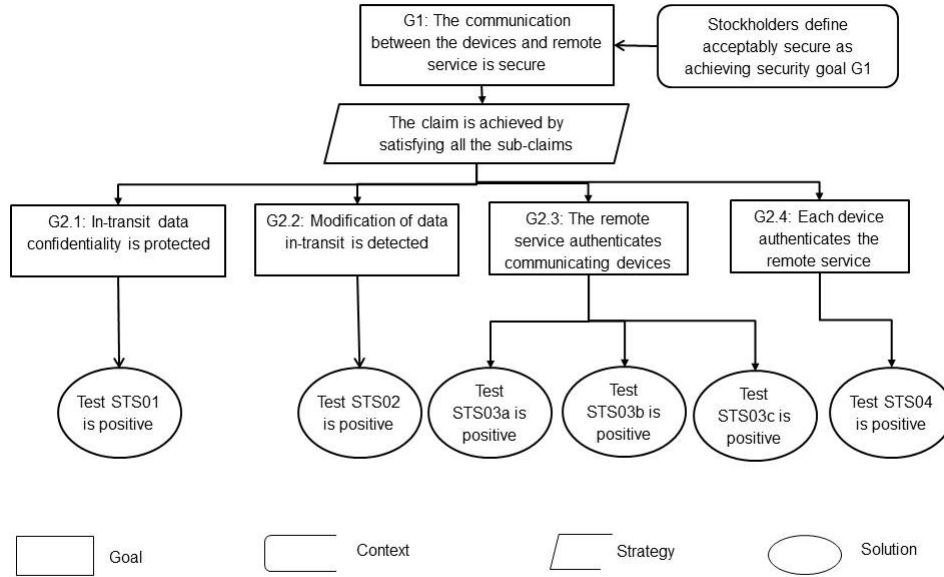 G1: The communication
between the devices and remote
service is secure
Stockholders define
acceptably secure as
achieving security goal G1
The claim is achieved by
satisfying all the sub-claims
G2.1: In-transit data
confidentiality is protected
G2.2: Modification of data
in-transit is detected
G2.3: The remote
service authenticates
communicating devices
G2.4: Each device
authenticates the
remote service
Test STS01
is positive
Test STS02
is positive
Test
STS03a is
positive
Test
STS03b is
positive
Test
STS03c is
positive
Test STS04
is positive
Goal
Context
Strategy
Solution